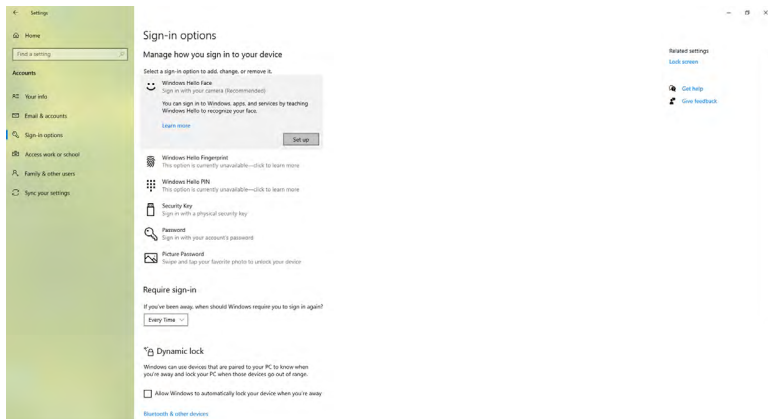 Settings
Home
Find a setting
Accounts
Your info
Email & accounts
Sign-in options
Access work or school
Family & other users
Sync your settings
Sign-in options
Manage how you sign in to your device
Select a sign-in option to add, change, or remove it.
Windows Hello Face
Sign in with your camera (Recommended)
You can sign in to Windows, apps, and services by teaching
Windows Hello to recognize your face.
Learn more
Set up
Windows Hello Fingerprint
This option is currently unavailable—click to learn more
Windows Hello PIN
This option is currently unavailable—click to learn more
Security Key
Sign in with a physical security key
Password
Sign in with your account's password
Picture Password
Swipe and tap your favorite photo to unlock your device
Require sign-in
If you've been away, when should Windows require you to sign in again?
Every Time
Dynamic lock
Windows can use devices that are paired to your PC to know when
you're away and lock your PC when those devices go out of range.
Allow Windows to automatically lock your device when you're away
Bluetooth & other devices
Related settings
Lock screen
Get help
Give feedback